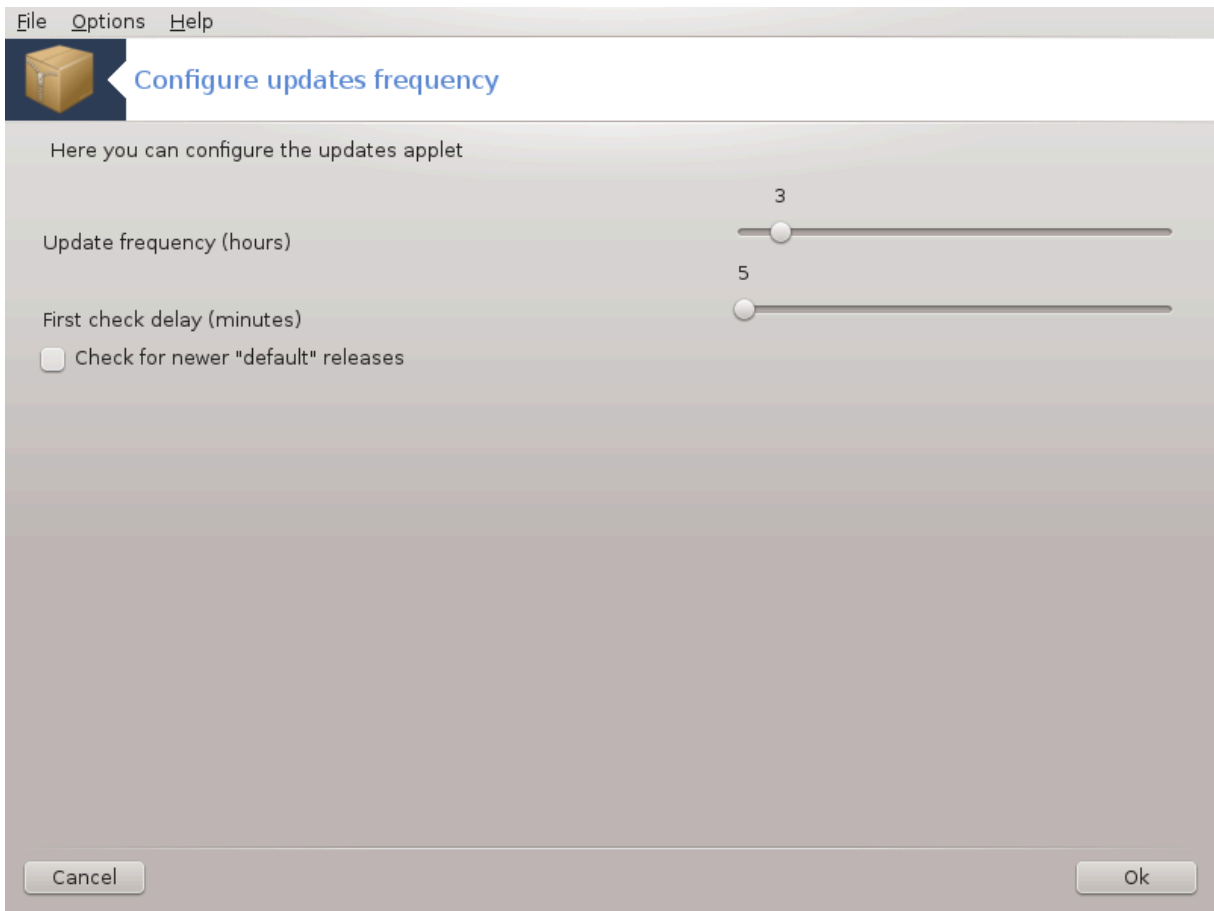 File Options Help
Configure updates frequency
Here you can configure the updates applet
3
Update frequency (hours)
5
First check delay (minutes)
Check for newer "default" releases
Cancel Ok